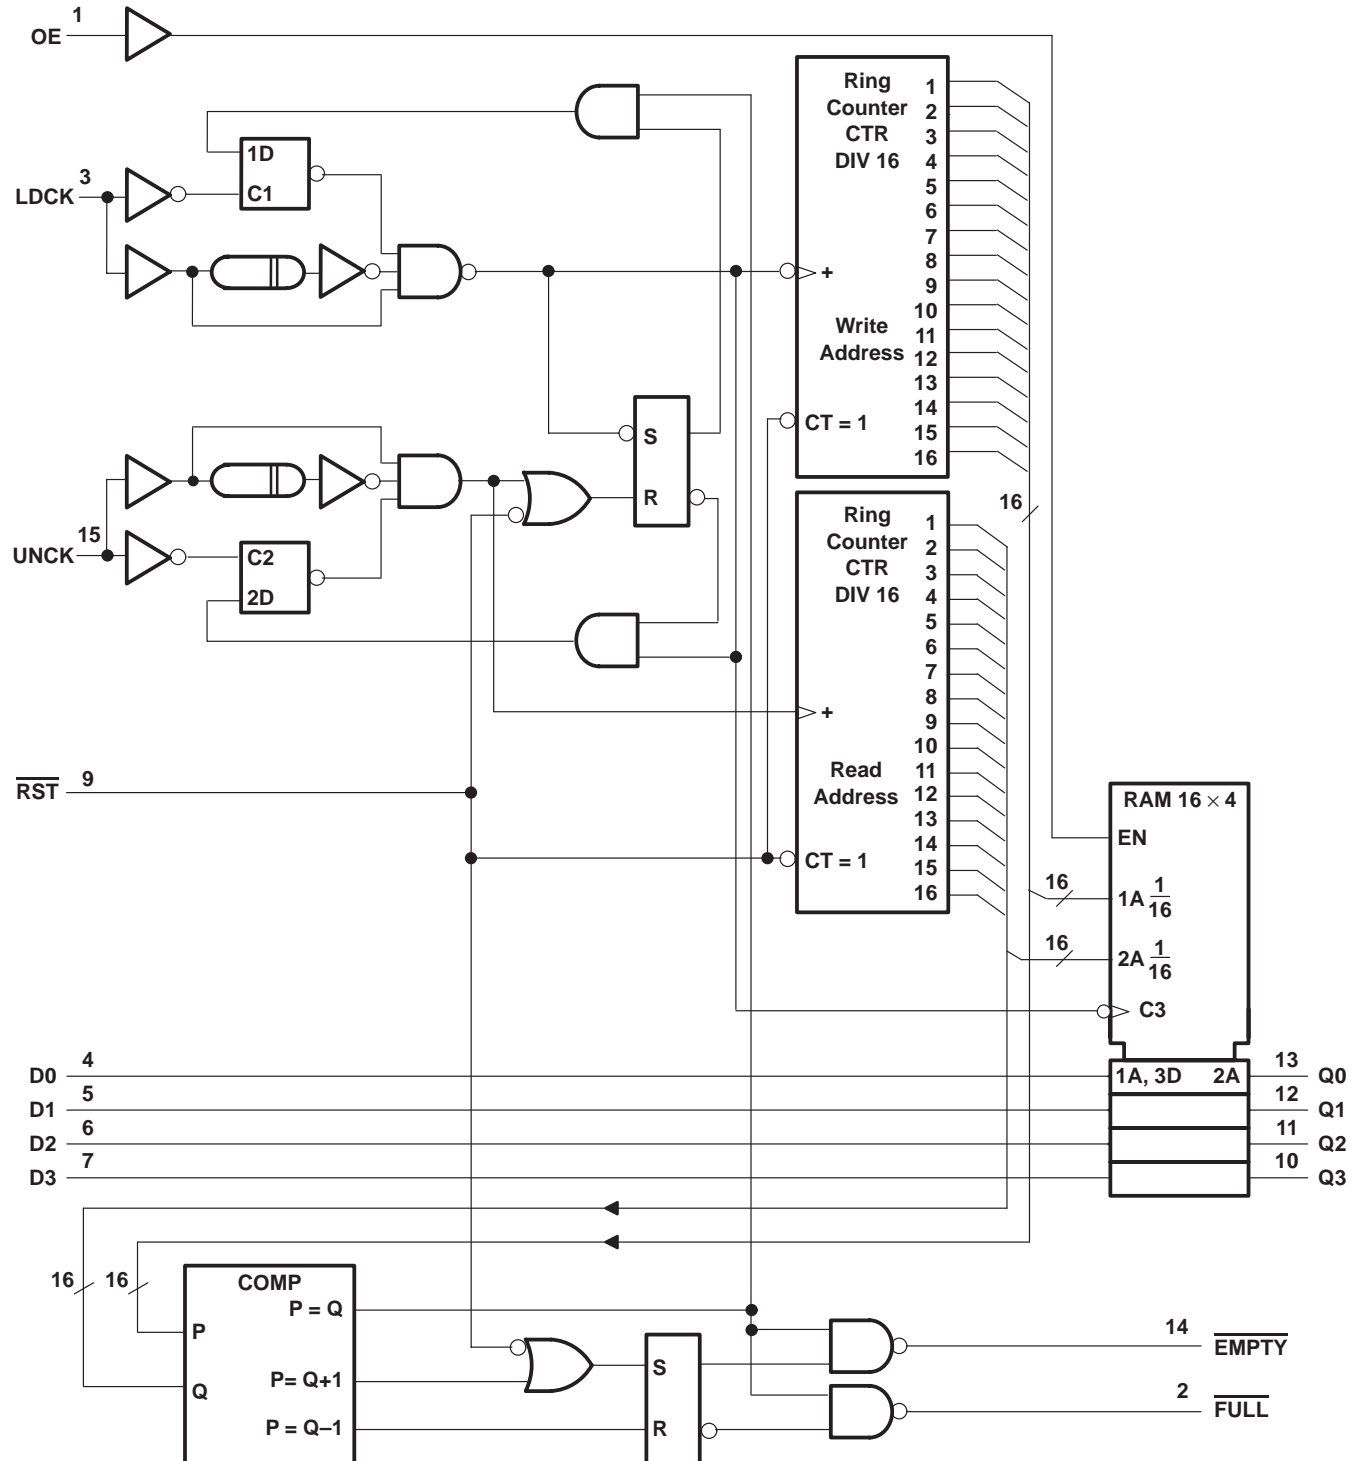 OE 1
Ring
Counter
CTR
DIV 16
1
2
3
4
5
6
7
8
9
10
11
12
13
14
15
16
+
Write
Address
CT = 1
1D
C1
LDCK 3
S
R
16
UNCK 15
C2
2D
Ring
Counter
CTR
DIV 16
1
2
3
4
5
6
7
8
9
10
11
12
13
14
15
16
+
Read
Address
CT = 1
RST 9
RAM 16 × 4
EN
16 1A 1/16
16 2A 1/16
C3
D0 4
1A, 3D 2A
13 Q0
D1 5
12 Q1
D2 6
11 Q2
D3 7
10 Q3
16 16
COMP
P = Q
P
P= Q+1
Q
P = Q–1
S
R
14 EMPTY
2 FULL